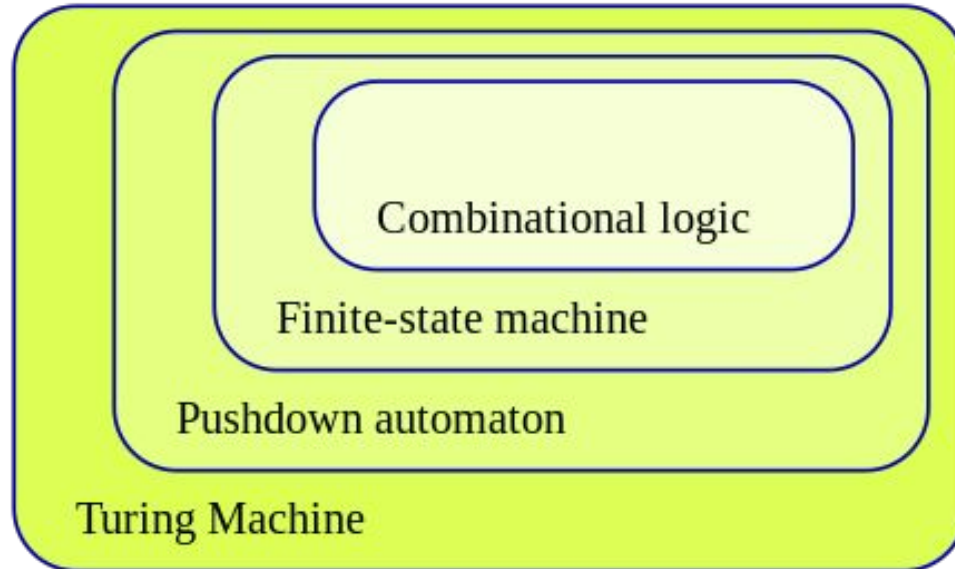 Combinational logic
Finite-state machine
Pushdown automaton
Turing Machine